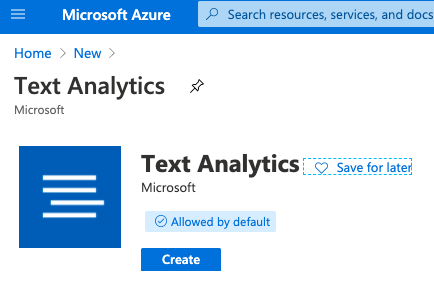 Microsoft Azure
Search resources, services, and docs
Home > New >
Text Analytics
Microsoft
Text Analytics
Save for later
Microsoft
Allowed by default
Create